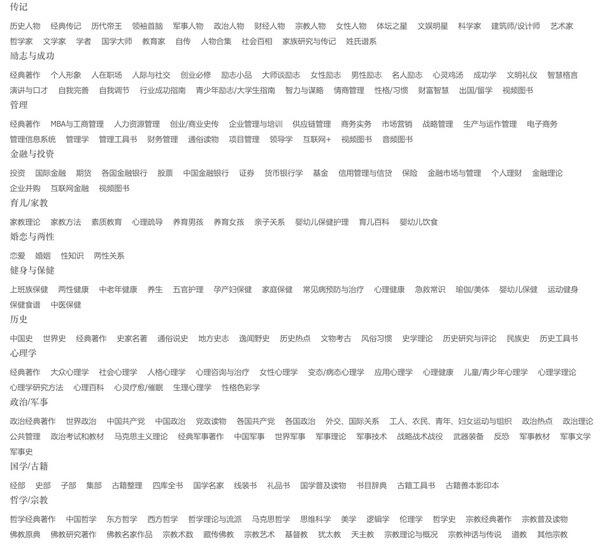 传记
历史人物 经典传记 历代帝王 领袖首脑 军事人物 政治人物 财经人物 宗教人物 女性人物 体坛之星 文娱明星 科学家 建筑师/设计师 艺术家
哲学家 文学家 学者 国学大师 教育家 自传 人物合集 社会百相 家族研究与传记 姓氏谱系
励志与成功
经典著作 个人形象 人在职场 人际与社交 创业必修 励志小品 大师谈励志 女性励志 男性励志 名人励志 心灵鸡汤 成功学 文明礼仪 智慧格言
演讲与口才 自我完善 自我调节 行业成功指南 青少年励志/大学生指南 智力与谋略 情商管理 性格/习惯 财富智慧 出国/留学 视频图书
管理
经典著作 MBA与工商管理 人力资源管理 创业/商业史传 企业管理与培训 供应链管理 商务实务 市场营销 战略管理 生产与运作管理 电子商务
管理信息系统 管理学 管理工具书 财务管理 通俗读物 项目管理 领导学 互联网+ 视频图书 音频图书
金融与投资
投资 国际金融 期货 各国金融银行 股票 中国金融银行 证券 货币银行学 基金 信用管理与信贷 保险 金融市场与管理 个人理财 金融理论
企业并购 互联网金融 视频图书
育儿/家教
家教理论 家教方法 素质教育 心理疏导 养育男孩 养育女孩 亲子关系 婴幼儿保健护理 育儿百科 婴幼儿饮食
婚恋与两性
恋爱 婚姻 性知识 两性关系
健身与保健
上班族保健 两性健康 中老年健康 养生 五官护理 孕产妇保健 家庭保健 常见病预防与治疗 心理健康 急救常识 瑜伽/美体 婴幼儿保健 运动健身
保健食谱 中医保健
历史
中国史 世界史 经典著作 史家名著 通俗说史 地方史志 逸闻野史 历史热点 文物考古 风俗习惯 史学理论 历史研究与评论 民族史 历史工具书
心理学
经典著作 大众心理学 社会心理学 人格心理学 心理咨询与治疗 女性心理学 变态/病态心理学 应用心理学 心理健康 儿童/青少年心理学 心理学理论
心理学研究方法 心理百科 心灵疗愈/催眠 生理心理学 性格色彩学
政治/军事
政治经典著作 世界政治 中国共产党 中国政治 党政读物 各国共产党 各国政治 外交、国际关系 工人、农民、青年、妇女运动与组织 政治热点 政治理论
公共管理 政治考试和教材 马克思主义理论 经典军事著作 中国军事 世界军事 军事理论 军事技术 战略战术战役 武器装备 反恐 军事教材 军事文学
军事史
国学/古籍
经部 史部 子部 集部 古籍整理 四库全书 国学名家 线装书 礼品书 国学普及读物 书目辞典 古籍工具书 古籍善本影印本
哲学/宗教
哲学经典著作 中国哲学 东方哲学 西方哲学 哲学理论与流派 马克思哲学 思维科学 美学 逻辑学 伦理学 哲学史 宗教经典著作 宗教普及读物
佛教原典 佛教研究著作 佛教名家作品 宗教术数 藏传佛教 宗教艺术 基督教 犹太教 天主教 宗教理论与概况 宗教神话与传说 道教 其他宗教